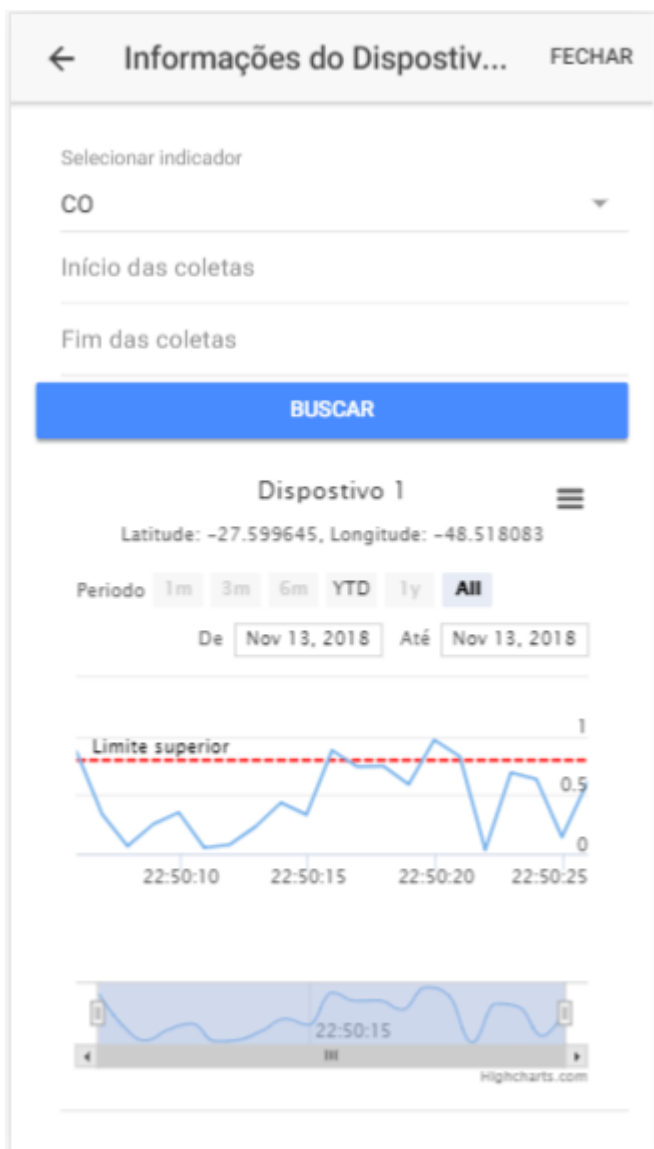 Informações do Dispostiv... FECHAR
Selecionar indicador
CO
Início das coletas
Fim das coletas
BUSCAR
Dispostivo 1
Latitude: -27.599645, Longitude: -48.518083
Periodo 1m 3m 6m YTD 1y All
De Nov 13, 2018 Até Nov 13, 2018
1
Limite superior
0.5
0
22:50:10 22:50:15 22:50:20 22:50:25
22:50:15
Highcharts.com